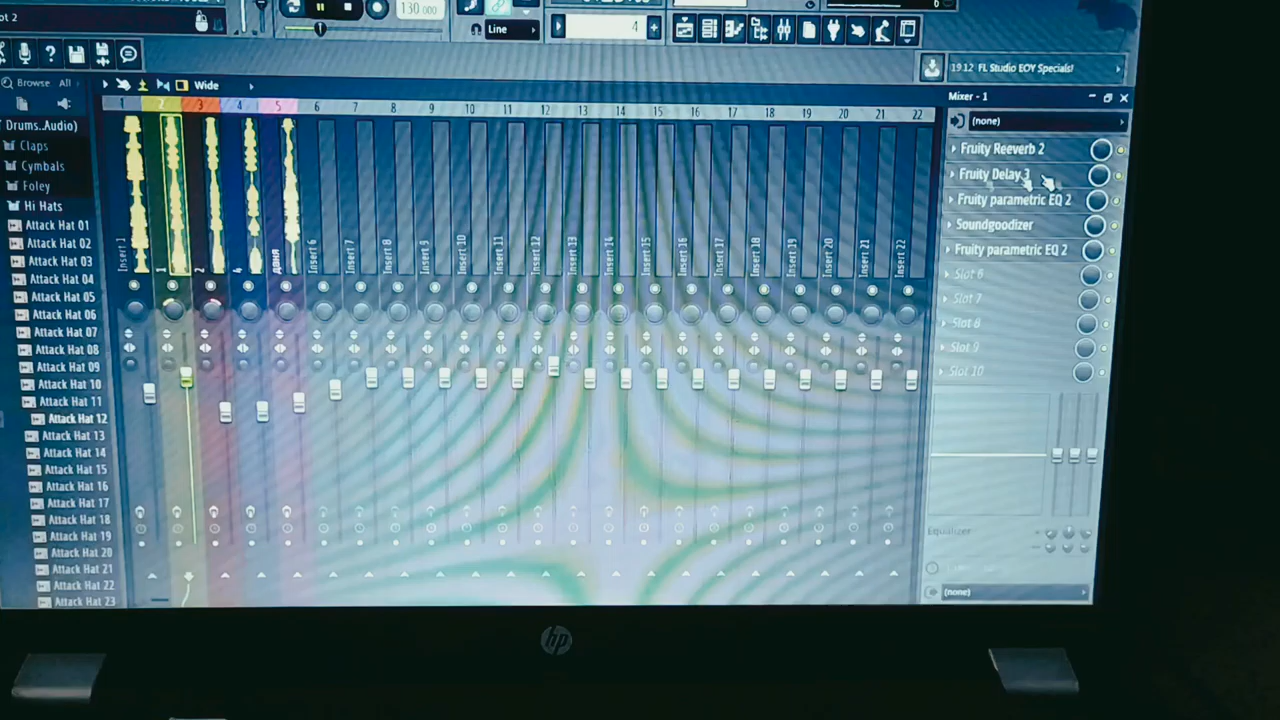 ot 2
130.000
Line
4
19.12 FL Studio EOY Specials!
Browse All
Wide
Mixer - 1
1 2 3 4 5 6 7 8 9 10 11 12 13 14 15 16 17 18 19 20 21 22
(none)
Drums..Audio)
Claps
Cymbals
Foley
Hi Hats
Attack Hat 01
Attack Hat 02
Attack Hat 03
Attack Hat 04
Attack Hat 05
Attack Hat 06
Attack Hat 07
Attack Hat 08
Attack Hat 09
Attack Hat 10
Attack Hat 11
Attack Hat 12
Attack Hat 13
Attack Hat 14
Attack Hat 15
Attack Hat 16
Attack Hat 17
Attack Hat 18
Attack Hat 19
Attack Hat 20
Attack Hat 21
Attack Hat 22
Attack Hat 23
Insert 1
1
2
4
Insert 6
Insert 7
Insert 8
Insert 9
Insert 10
Insert 11
Insert 12
Insert 13
Insert 14
Insert 15
Insert 16
Insert 17
Insert 18
Insert 19
Insert 20
Insert 21
Insert 22
Fruity Reeverb 2
Fruity Delay 3
Fruity parametric EQ 2
Soundgoodizer
Fruity parametric EQ 2
Slot 6
Slot 7
Slot 8
Slot 9
Slot 10
Equalizer
(none)
hp